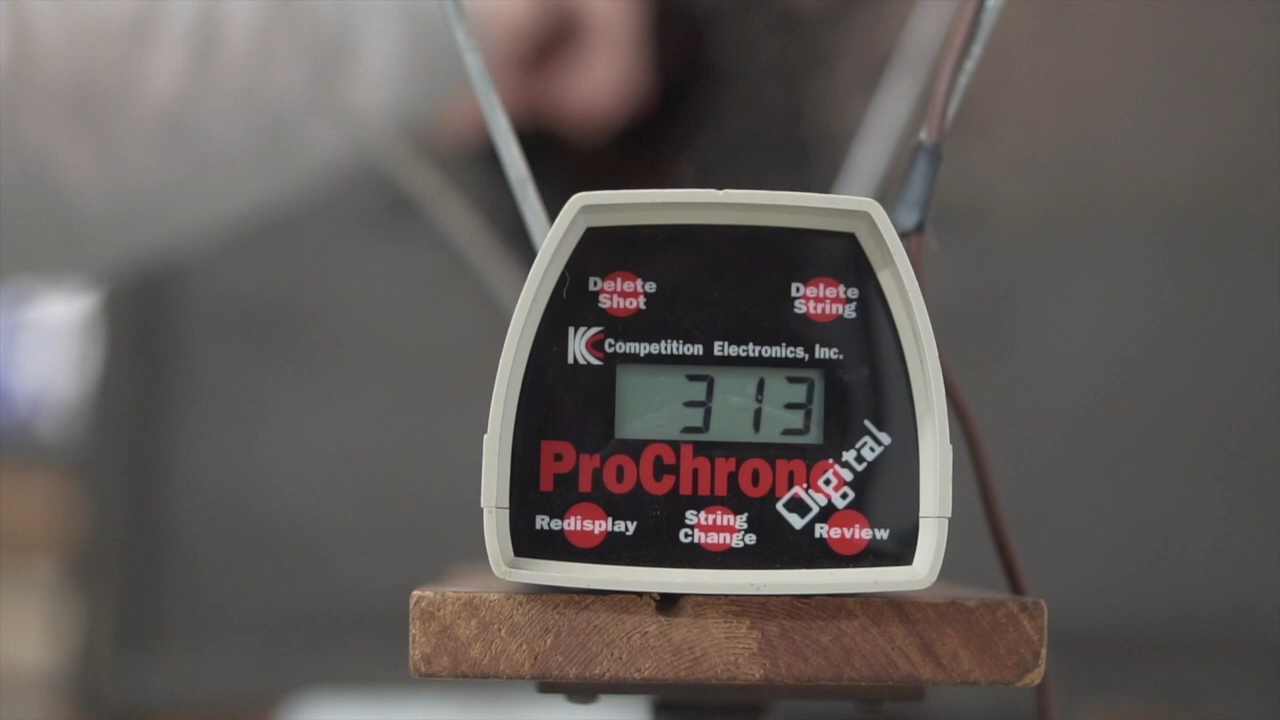 Delete
Shot
Delete
String
Competition Electronics, Inc.
313
ProChrono
Digital
Redisplay
String
Change
Review